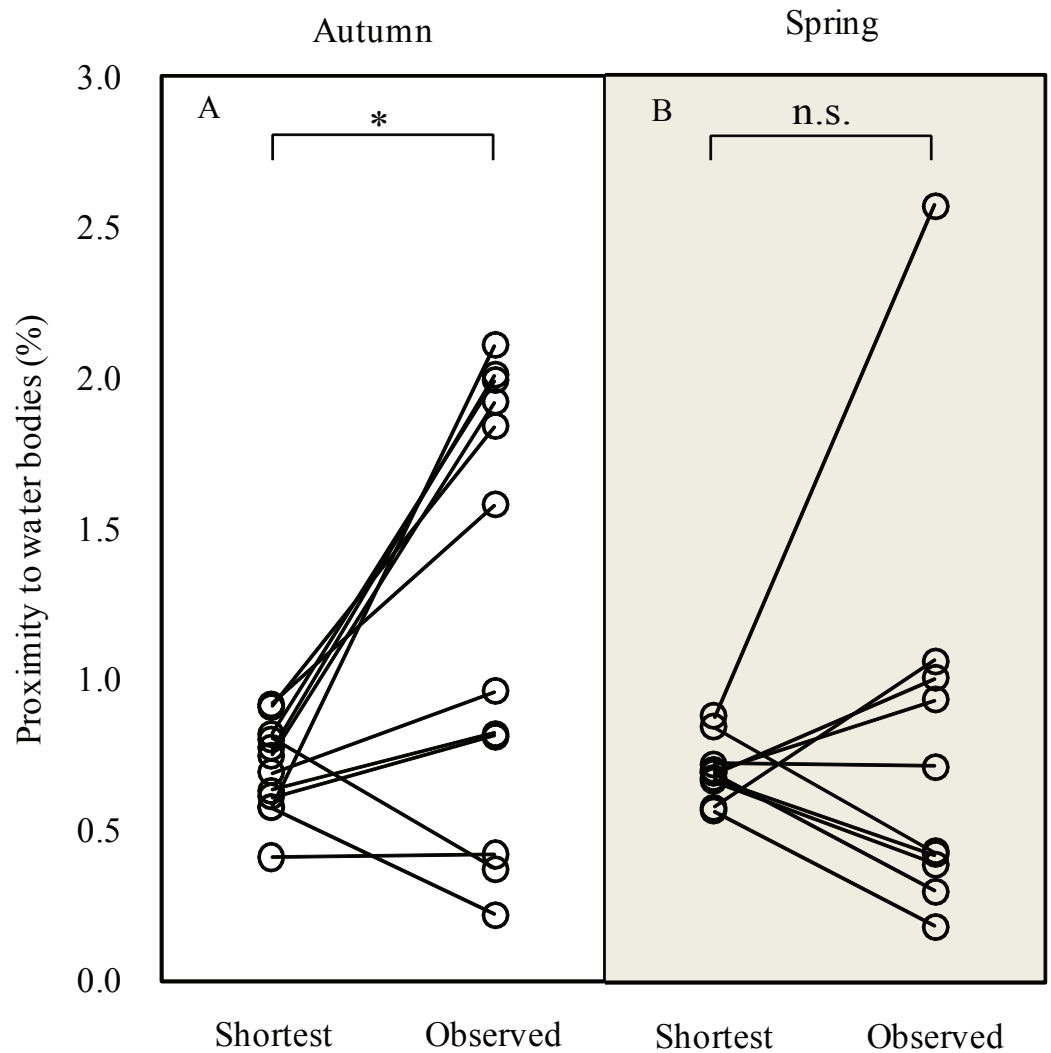 Autumn Spring
3.0
A * B n.s.
2.5
2.0
1.5
1.0
0.5
0.0
Proximity to water bodies (%)
Shortest Observed Shortest Observed